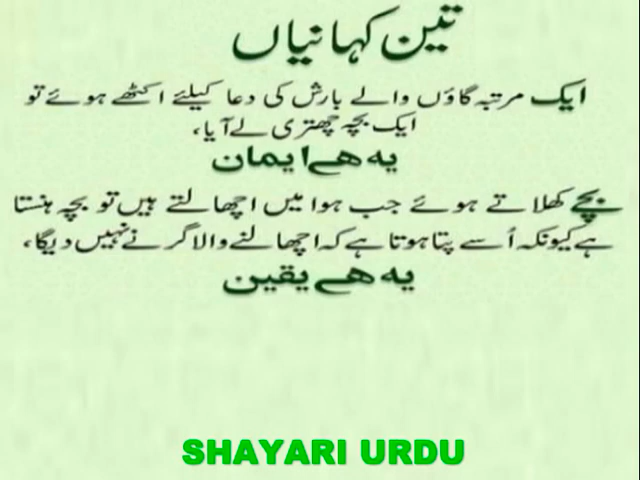 تین کہانیاں
ایک مرتبہ گاؤں والے بارش کی دعا کیلئے اکٹھے ہوئے تو
ایک بچہ چھتری لے آیا،
یہ ھے ایمان
بچے کھلاتے ہوئے جب ہوا میں اچھالتے ہیں تو بچہ ہنستا
ہے کیونکہ اُسے پتا ہوتا ہے کہ اچھالنے والا گرنے نہیں دیگا،
یہ ھے یقین
SHAYARI URDU